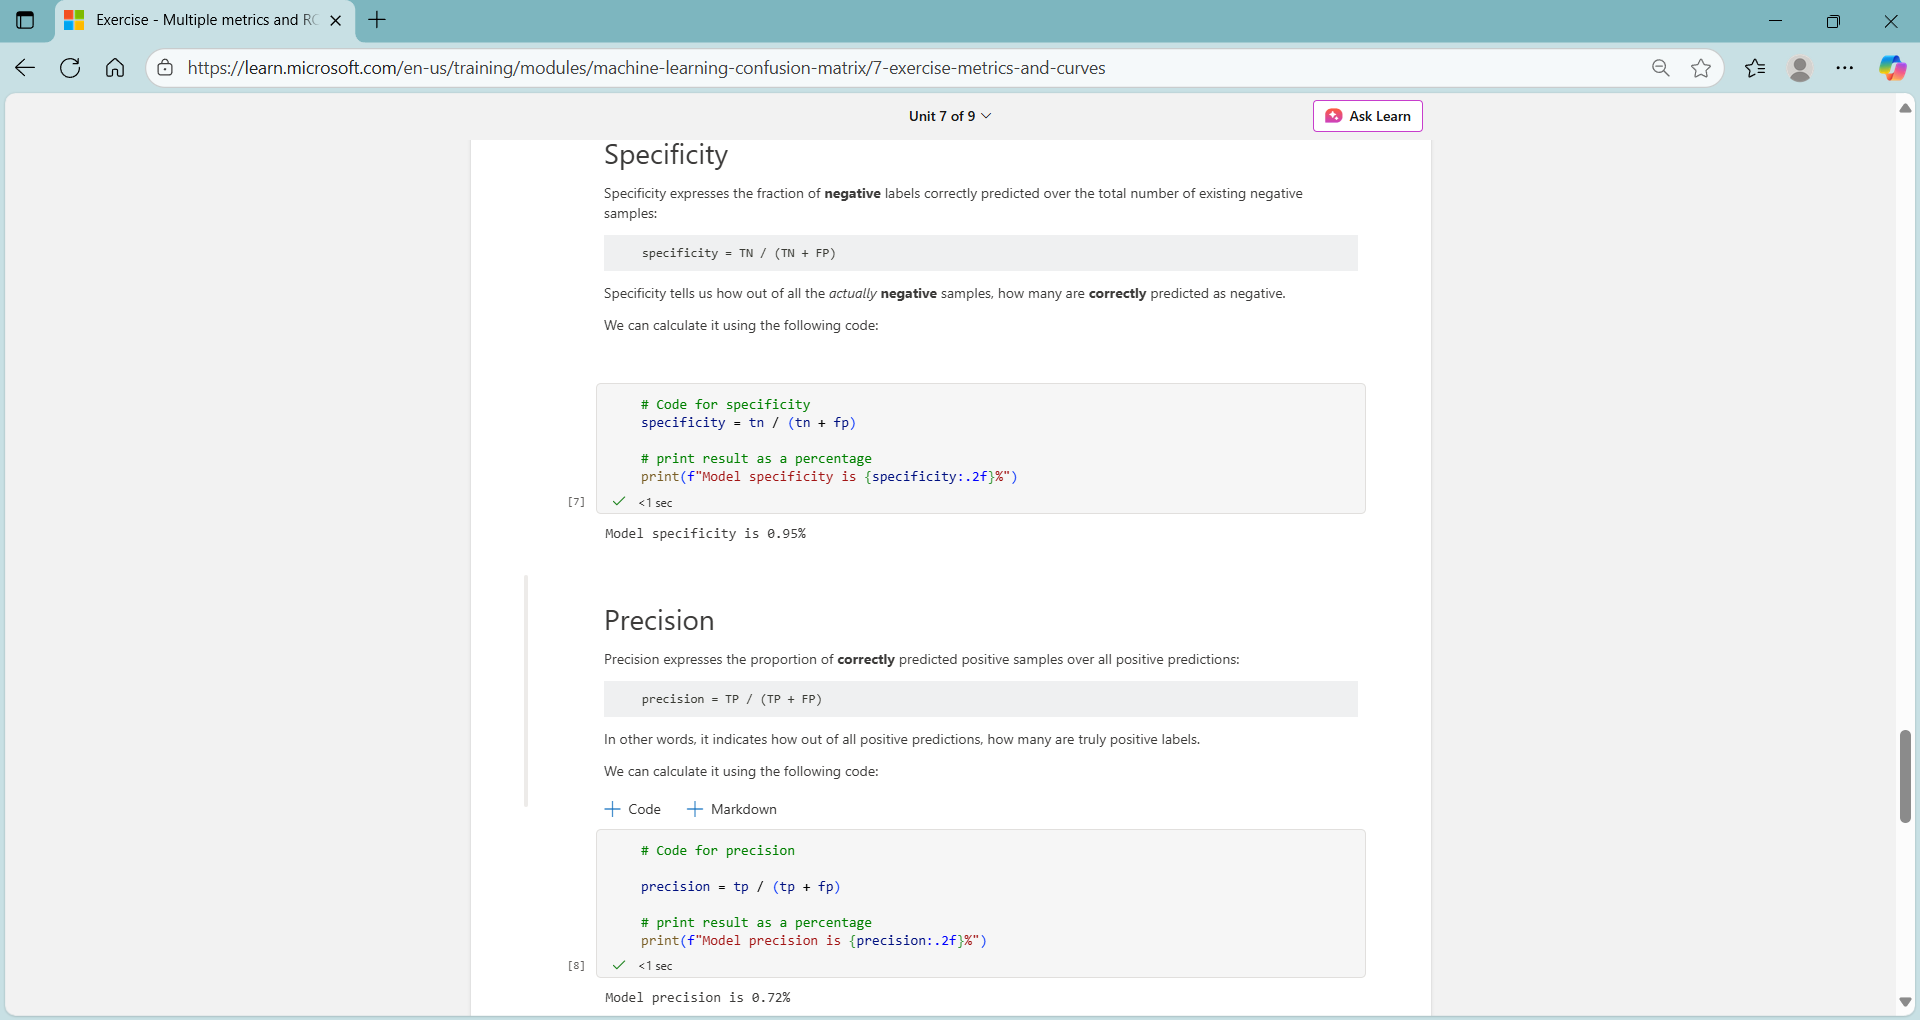 Exercise - Multiple metrics and RO
https://learn.microsoft.com/en-us/training/modules/machine-learning-confusion-matrix/7-exercise-metrics-and-curves
Unit 7 of 9
Ask Learn
Specificity
Specificity expresses the fraction of negative labels correctly predicted over the total number of existing negative
samples:
specificity = TN / (TN + FP)
Specificity tells us how out of all the actually negative samples, how many are correctly predicted as negative.
We can calculate it using the following code:
# Code for specificity
specificity = tn / (tn + fp)
# print result as a percentage
print(f"Model specificity is {specificity:.2f}%")
[7] <1 sec
Model specificity is 0.95%
Precision
Precision expresses the proportion of correctly predicted positive samples over all positive predictions:
precision = TP / (TP + FP)
In other words, it indicates how out of all positive predictions, how many are truly positive labels.
We can calculate it using the following code:
+ Code + Markdown
# Code for precision
precision = tp / (tp + fp)
# print result as a percentage
print(f"Model precision is {precision:.2f}%")
[8] <1 sec
Model precision is 0.72%